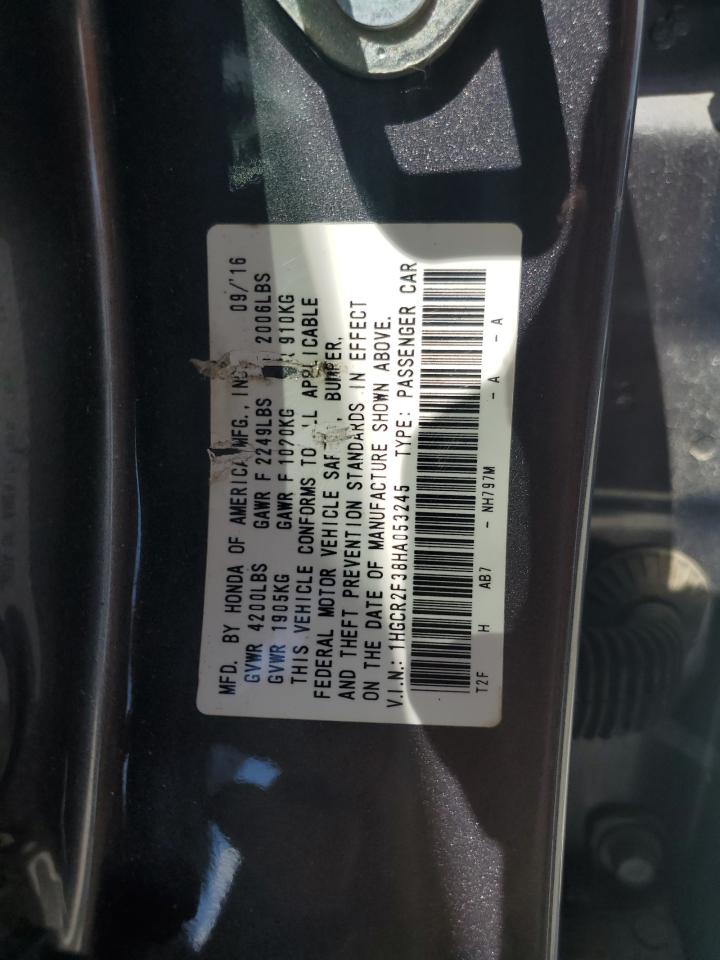 MFD. BY HONDA OF AMERICA MFG., INC 09/'16
GVWR 4200LBS GAWR F 2249LBS 2006LBS
GVWR 1905KG GAWR F 1020KG R 910KG
THIS VEHICLE CONFORMS TO APPLICABLE
FEDERAL MOTOR VEHICLE , BUMPER,
AND THEFT PREVENTION STANDARDS IN EFFECT
ON THE DATE OF MANUFACTURE SHOWN ABOVE.
V.I.N.: 1HGCR2F38HA053245 TYPE: PASSENGER CAR
T2F H AB7 - NH797M - A - A